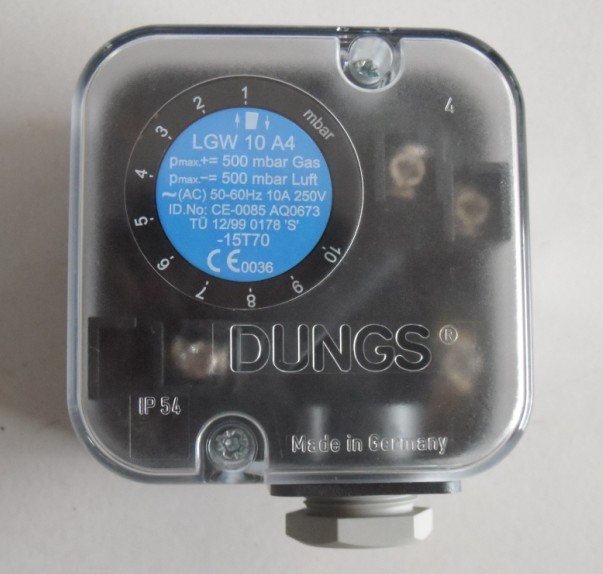 4
1
2
3
4
5
6
7
8
9
10
mbar
LGW 10 A4
pmax.+= 500 mbar Gas
pmax.-= 500 mbar Luft
~(AC) 50-60Hz 10A 250V
ID.No: CE-0085 AQ0673
TÜ 12/99 0178 'S'
-15T70
CE0036
DUNGS®
IP 54
Made in Germany